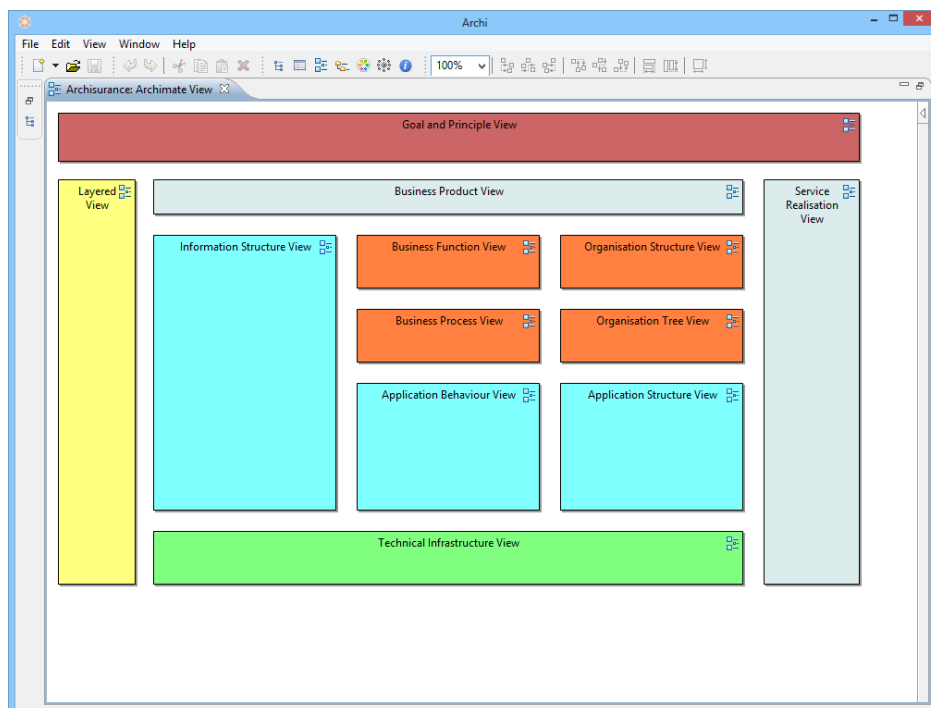 Archi
File Edit View Window Help
100%
Archisurance: Archimate View
Goal and Principle View
Layered
View
Business Product View
Service
Realisation
View
Information Structure View
Business Function View
Organisation Structure View
Business Process View
Organisation Tree View
Application Behaviour View
Application Structure View
Technical Infrastructure View